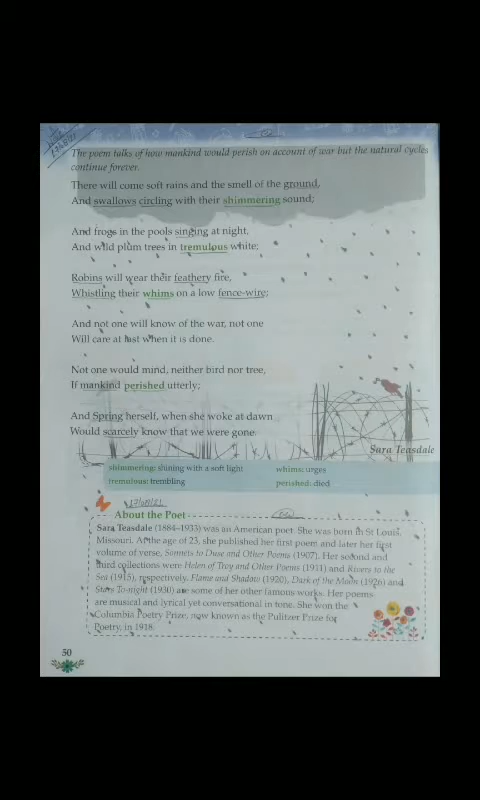 The poem talks of how mankind would perish on account of war but the natural cycles
continue forever.
There will come soft rains and the smell of the ground,
And swallows circling with their shimmering sound;
And frogs in the pools singing at night,
And wild plum trees in tremulous white;
Robins will wear their feathery fire,
Whistling their whims on a low fence-wire;
And not one will know of the war, not one
Will care at last when it is done.
Not one would mind, neither bird nor tree,
If mankind perished utterly;
And Spring herself, when she woke at dawn
Would scarcely know that we were gone.
Sara Teasdale
shimmering: shining with a soft light
whims: urges
tremulous: trembling
perished: died
About the Poet
Sara Teasdale (1884–1933) was an American poet. She was born in St Louis,
Missouri. At the age of 23, she published her first poem and later her first
volume of verse, Sonnets to Duse and Other Poems (1907). Her second and
third collections were Helen of Troy and Other Poems (1911) and Rivers to the
Sea (1915), respectively. Flame and Shadow (1920), Dark of the Moon (1926) and
Stars To-night (1930) are some of her other famous works. Her poems
are musical and lyrical yet conversational in tone. She won the
Columbia Poetry Prize, now known as the Pulitzer Prize for
Poetry, in 1918.
50